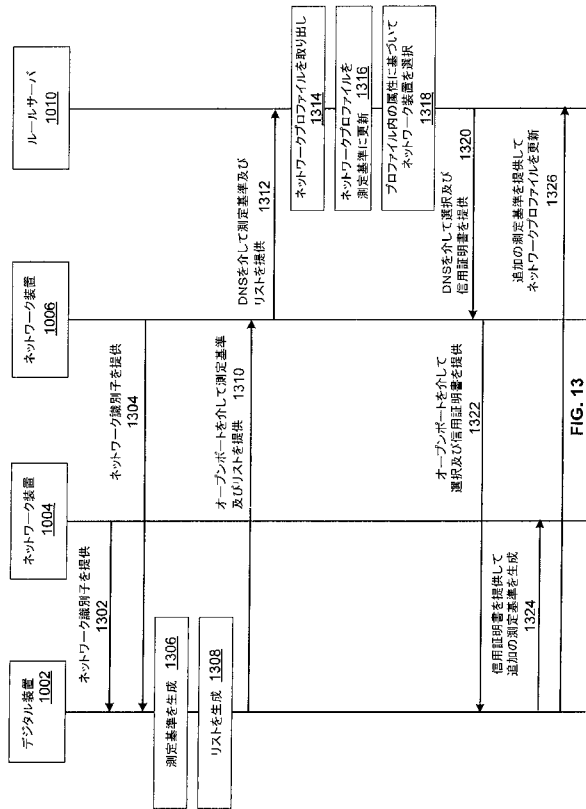 デジタル装置
1002
ネットワーク装置
1004
ネットワーク装置
1006
ルールサーバ
1010
ネットワーク識別子を提供
1302
ネットワーク識別子を提供
1304
測定基準を生成 1306
リストを生成 1308
オープンポートを介して測定基準
及びリストを提供
1310
DNSを介して測定基準及び
リストを提供
1312
ネットワークプロファイルを取り出し
1314
ネットワークプロファイルを
測定基準に更新 1316
プロファイル内の属性に基づいて
ネットワーク装置を選択
1318
DNSを介して選択及び
信用証明書を提供
1320
オープンポートを介して
選択及び信用証明書を提供
1322
信用証明書を提供して
追加の測定基準を生成
1324
追加の測定基準を提供して
ネットワークプロファイルを更新
1326
FIG. 13